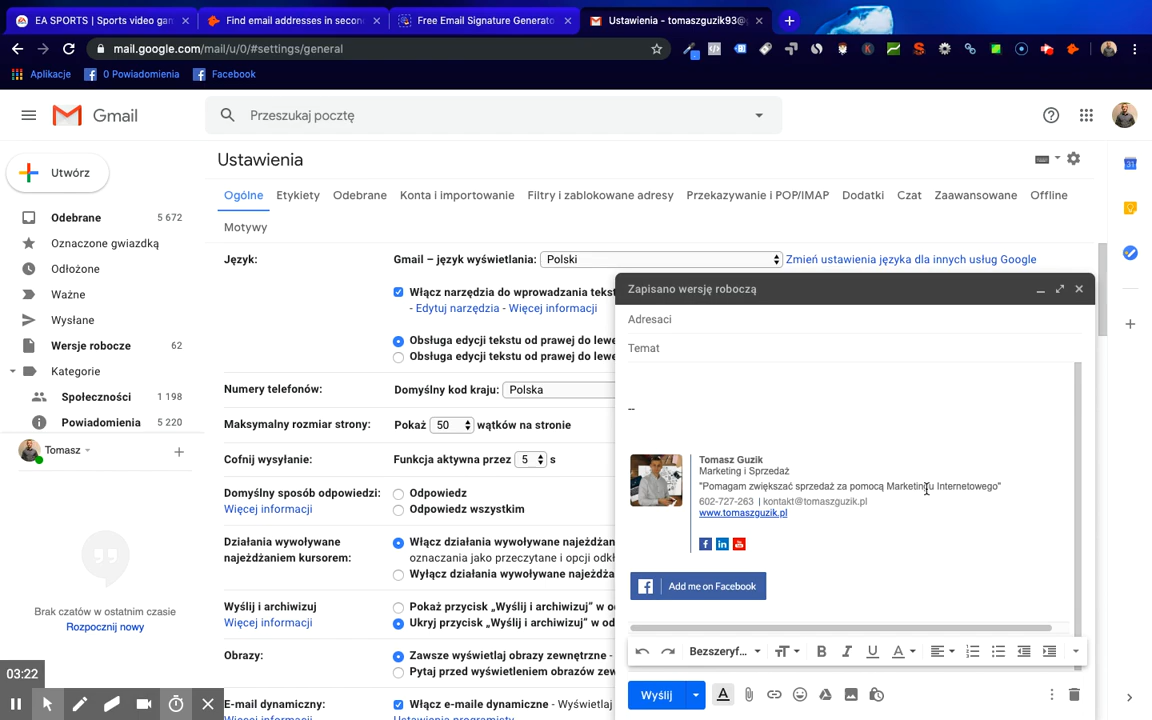 EA SPORTS | Sports video gam
Find email addresses in secon
Free Email Signature Generato
Ustawienia - tomaszguzik93@g
mail.google.com/mail/u/0/#settings/general
Aplikacje
0 Powiadomienia
Facebook
Gmail
Przeszukaj pocztę
Utwórz
Ustawienia
Ogólne
Etykiety
Odebrane
Konta i importowanie
Filtry i zablokowane adresy
Przekazywanie i POP/IMAP
Dodatki
Czat
Zaawansowane
Offline
Motywy
31
Odebrane 5 672
Oznaczone gwiazdką
Odłożone
Ważne
Wysłane
Wersje robocze 62
Kategorie
Społeczności 1 198
Powiadomienia 5 220
Tomasz
Brak czatów w ostatnim czasie
Rozpocznij nowy
Język:
Gmail – język wyświetlania: Polski Zmień ustawienia języka dla innych usług Google
Włącz narzędzia do wprowadzania tekst
- Edytuj narzędzia - Więcej informacji
Obsługa edycji tekstu od prawej do lewe
Obsługa edycji tekstu od prawej do lewe
Numery telefonów:
Domyślny kod kraju: Polska
Maksymalny rozmiar strony:
Pokaż 50 wątków na stronie
Cofnij wysyłanie:
Funkcja aktywna przez 5 s
Domyślny sposób odpowiedzi:
Więcej informacji
Odpowiedz
Odpowiedz wszystkim
Działania wywoływane
najeżdżaniem kursorem:
Włącz działania wywoływane najeżdżan
oznaczania jako przeczytane i opcji odkł
Wyłącz działania wywoływane najeżdża
Wyślij i archiwizuj
Więcej informacji
Pokaż przycisk „Wyślij i archiwizuj” w o
Ukryj przycisk „Wyślij i archiwizuj” w od
Obrazy:
Zawsze wyświetlaj obrazy zewnętrzne -
Pytaj przed wyświetleniem obrazów zew
E-mail dynamiczny:
Więcej informacji
Włącz e-maile dynamiczne - Wyświetlaj
Ustawienia programisty
Zapisano wersję roboczą
Adresaci
Temat
--
Tomasz Guzik
Marketing i Sprzedaż
"Pomagam zwiększać sprzedaż za pomocą Marketingu Internetowego"
602-727-263 | kontakt@tomaszguzik.pl
www.tomaszguzik.pl
Add me on Facebook
Bezszeryf...
Wyślij
03:22